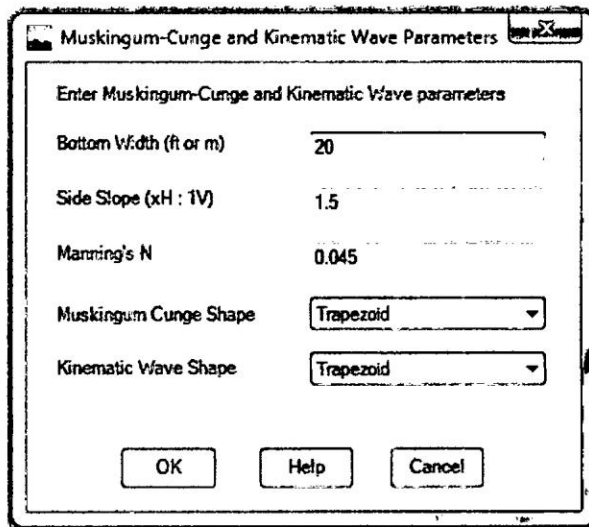 Muskingum-Cunge and Kinematic Wave Parameters
Enter Muskingum-Cunge and Kinematic Wave parameters
Bottom Width (ft or m) 20
Side Slope (xH : 1V) 1.5
Manning's N 0.045
Muskingum Cunge Shape Trapezoid
Kinematic Wave Shape Trapezoid
OK Help Cancel